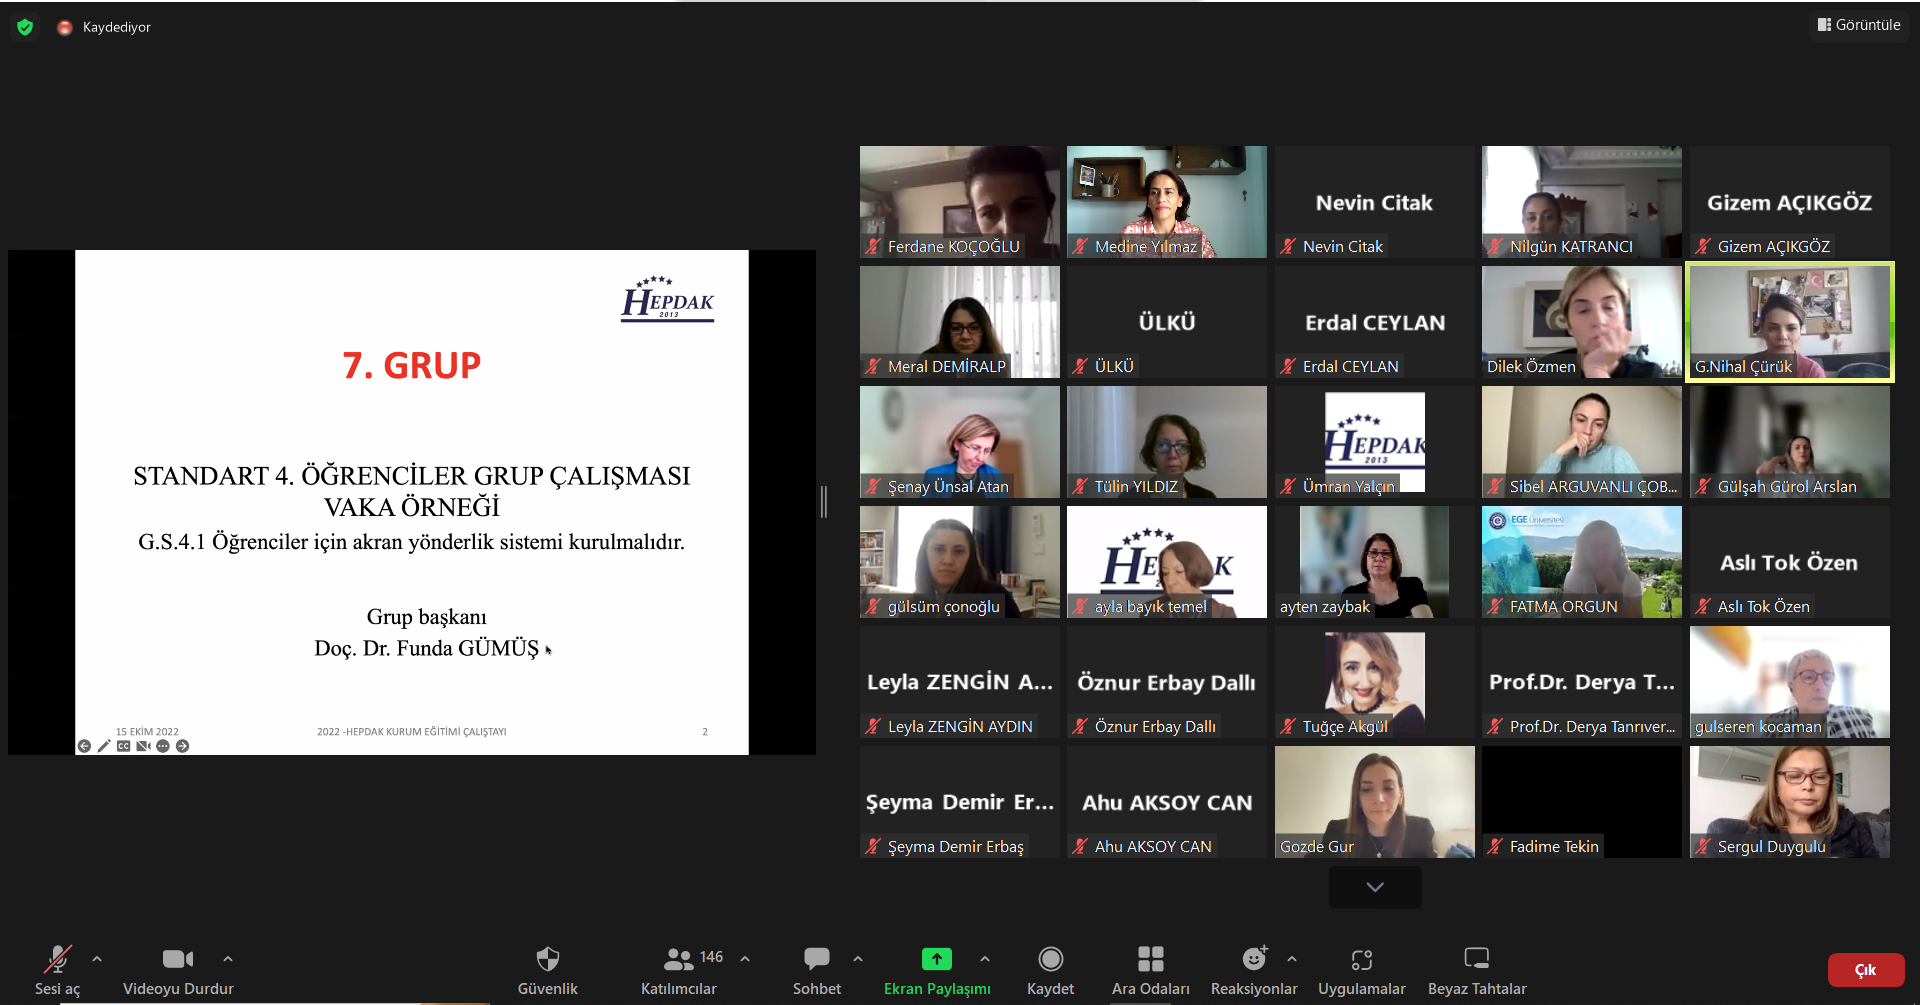 Kaydediyor
Görüntüle
HEPDAK
2013
7. GRUP
STANDART 4. ÖĞRENCİLER GRUP ÇALIŞMASI
VAKA ÖRNEĞİ
G.S.4.1 Öğrenciler için akran yönderlik sistemi kurulmalıdır.
Grup başkanı
Doç. Dr. Funda GÜMÜŞ
15 EKİM 2022
2022 -HEPDAK KURUM EĞİTİMİ ÇALIŞTAYI
2
Ferdane KOÇOĞLU
Medine Yılmaz
Nevin Citak
Nevin Citak
Nilgün KATRANCI
Gizem AÇIKGÖZ
Gizem AÇIKGÖZ
Meral DEMİRALP
ÜLKÜ
ÜLKÜ
Erdal CEYLAN
Erdal CEYLAN
Dilek Özmen
G.Nihal Çürük
Şenay Ünsal Atan
Tülin YILDIZ
HEPDAK
2013
Ümran Yalçın
Sibel ARGUVANLI ÇOB...
Gülşah Gürol Arslan
gülsüm çonoğlu
HE K
2
ayla bayık temel
ayten zaybak
EGE Üniversitesi
FATMA ORGUN
Aslı Tok Özen
Aslı Tok Özen
Leyla ZENGİN A...
Leyla ZENGİN AYDIN
Öznur Erbay Dallı
Öznur Erbay Dallı
Tuğçe Akgül
Prof.Dr. Derya T...
Prof.Dr. Derya Tanrıver...
gulseren kocaman
Şeyma Demir Er...
Şeyma Demir Erbaş
Ahu AKSOY CAN
Ahu AKSOY CAN
Gozde Gur
Fadime Tekin
Sergul Duygulu
Sesi aç
Videoyu Durdur
Güvenlik
146
Katılımcılar
Sohbet
Ekran Paylaşımı
Kaydet
Ara Odaları
Reaksiyonlar
Uygulamalar
Beyaz Tahtalar
Çık